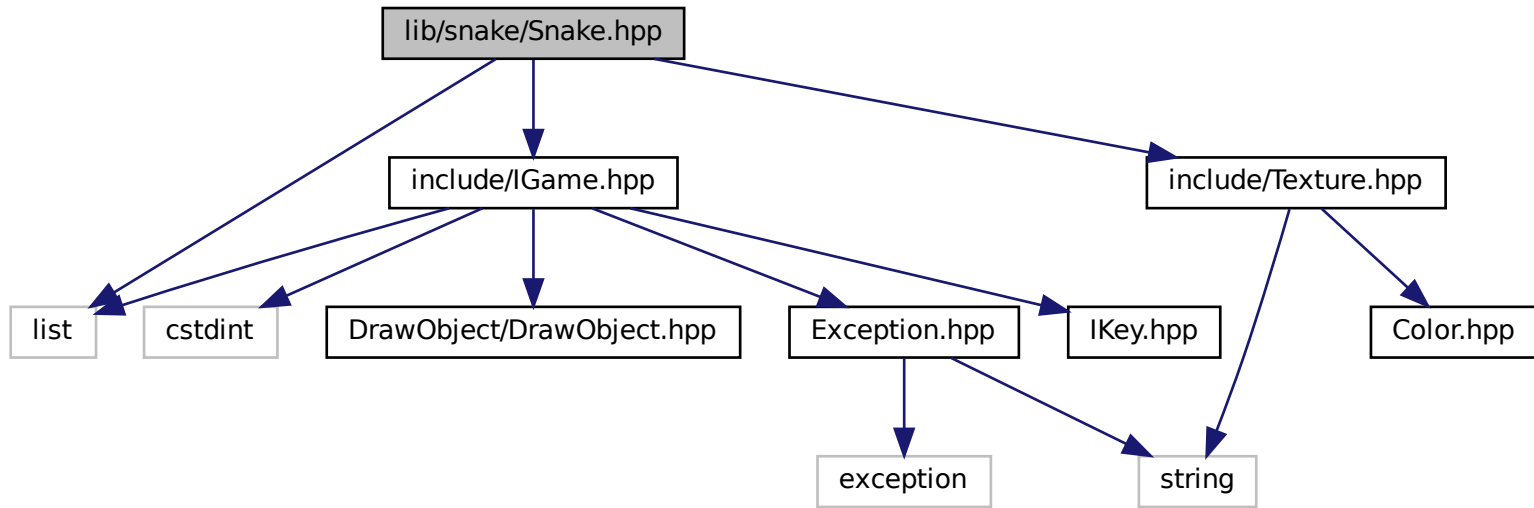 lib/snake/Snake.hpp
include/IGame.hpp
include/Texture.hpp
list
cstdint
DrawObject/DrawObject.hpp
Exception.hpp
IKey.hpp
Color.hpp
exception
string